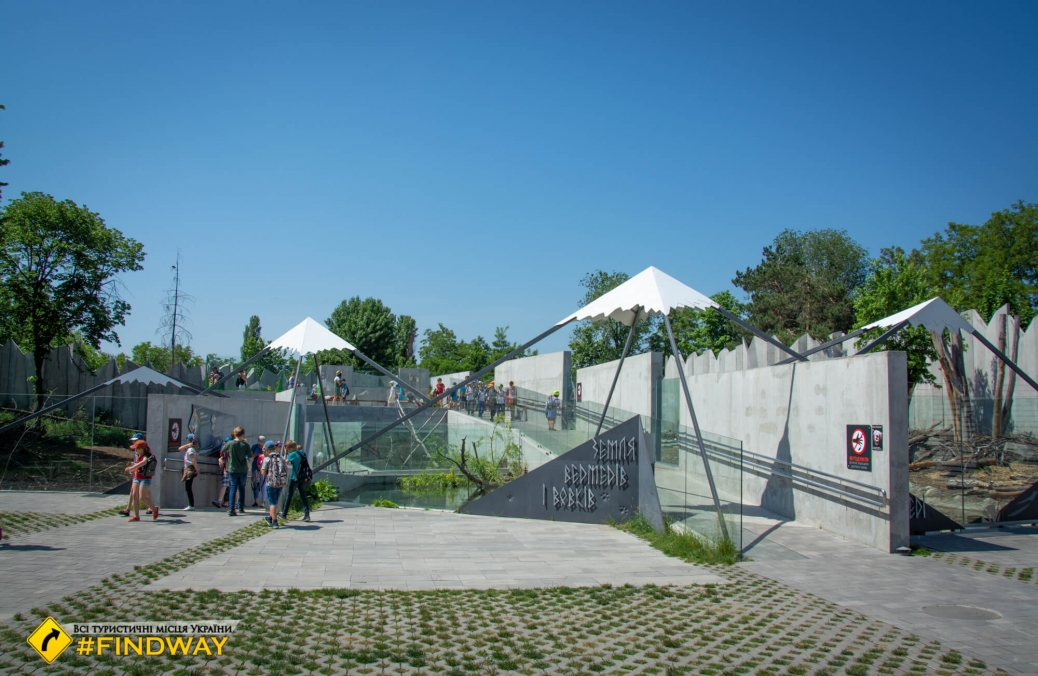 ЗЕМЛЯ
ВЕДМЕДІВ
І ВОВКІВ
ВСІ ТУРИСТИЧНІ МІСЦЯ УКРАЇНИ.
#FINDWAY